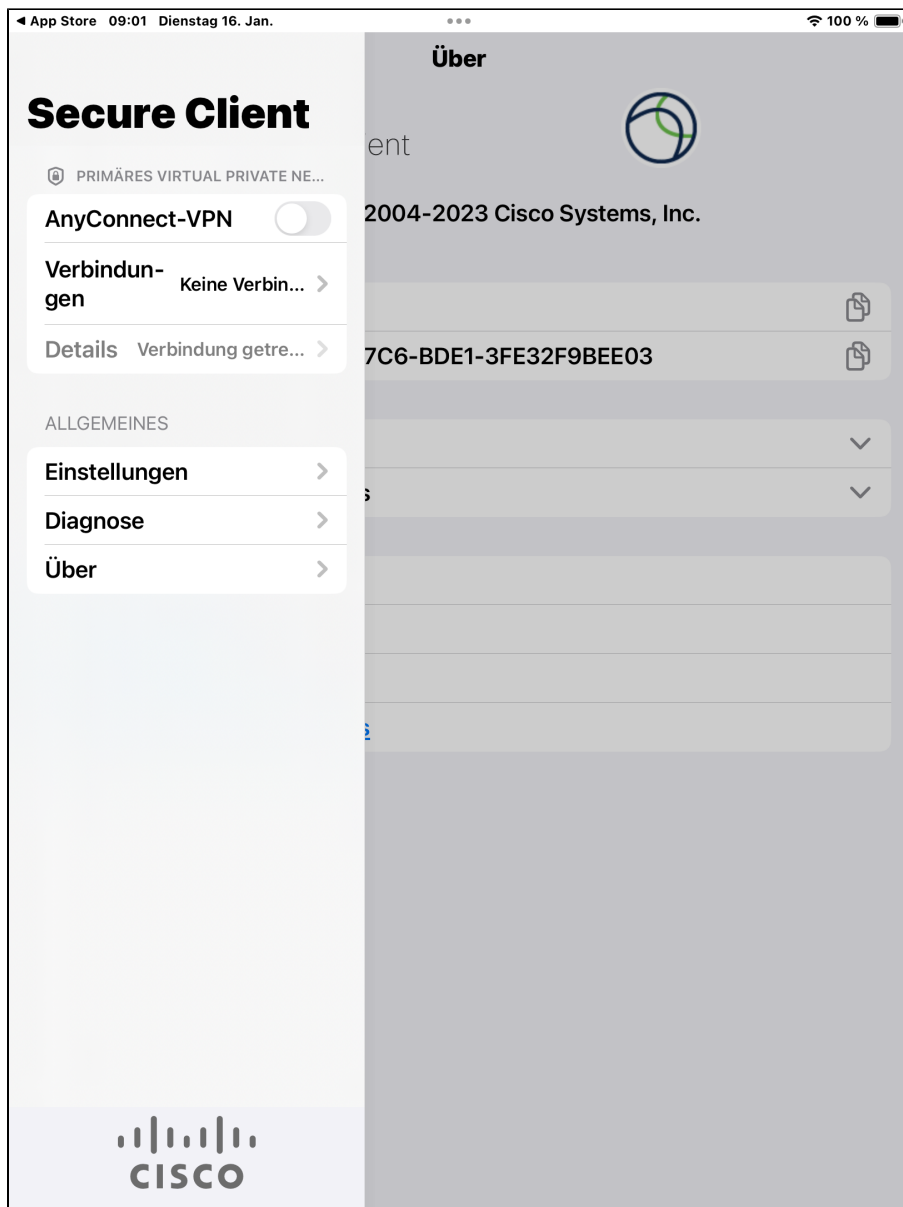 App Store 09:01 Dienstag 16. Jan.
100 %
Über
Secure Client
ent
PRIMÄRES VIRTUAL PRIVATE NE...
AnyConnect-VPN
2004-2023 Cisco Systems, Inc.
Verbindun-
gen
Keine Verbin...
Details Verbindung getre...
7C6-BDE1-3FE32F9BEE03
ALLGEMEINES
Einstellungen
s
Diagnose
Über
s
CISCO